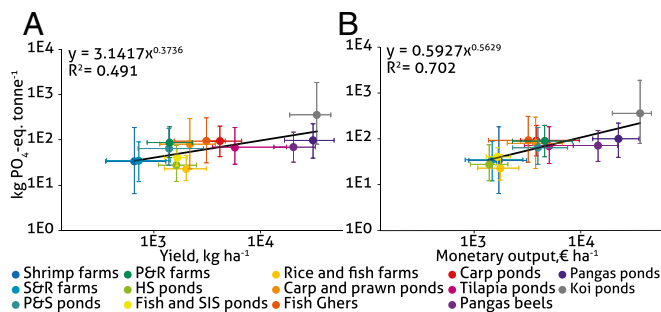 A
B
y = 3.1417x^0.3736
R² = 0.491
y = 0.5927x^0.5629
R² = 0.702
kg PO₄-eq. tonne⁻¹
1E4
1E3
1E2
1E1
1E0
1E4
1E3
1E2
1E1
1E0
1E3
1E4
1E3
1E4
Yield, kg ha⁻¹
Monetary output,€ ha⁻¹
Shrimp farms
S&R farms
P&S ponds
P&R farms
HS ponds
Fish and SIS ponds
Rice and fish farms
Carp and prawn ponds
Fish Ghers
Carp ponds
Tilapia ponds
Pangas beels
Pangas ponds
Koi ponds